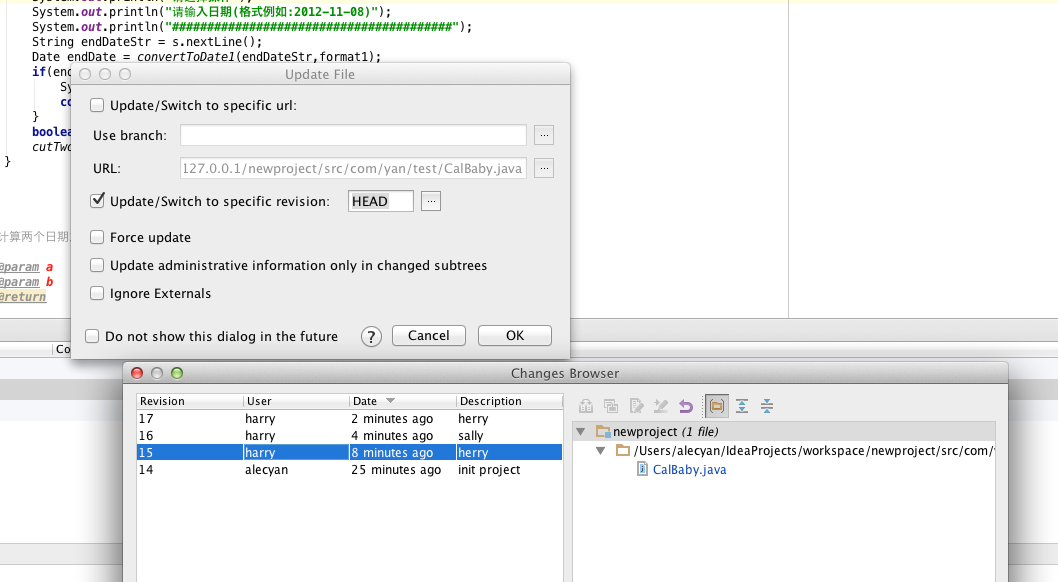 System.out.println("请输入日期(格式例如:2012-11-08)");
System.out.println("########################################");
String endDateStr = s.nextLine();
Date endDate = convertToDate1(endDateStr,format1);
if(end
Sy
co
}
boolea
cutTwo
}
计算两个日期
@param a
@param b
@return
Update File
Update/Switch to specific url:
Use branch:
...
URL: 127.0.0.1/newproject/src/com/yan/test/CalBaby.java ...
Update/Switch to specific revision: HEAD ...
Force update
Update administrative information only in changed subtrees
Ignore Externals
Do not show this dialog in the future ? Cancel OK
Co
Changes Browser
Revision User Date Description
17 harry 2 minutes ago herry
16 harry 4 minutes ago sally
15 harry 8 minutes ago herry
14 alecyan 25 minutes ago init project
newproject (1 file)
/Users/alecyan/IdeaProjects/workspace/newproject/src/com/
CalBaby.java